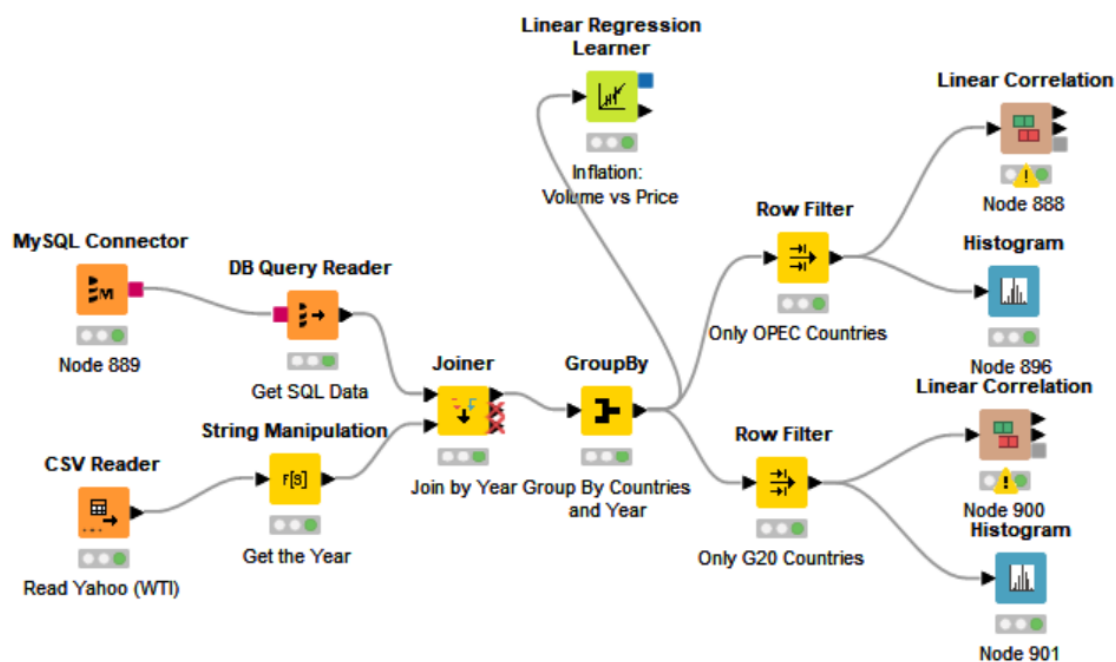 Linear Regression
Learner
Inflation:
Volume vs Price
Linear Correlation
Node 888
Row Filter
Only OPEC Countries
Histogram
Node 896
MySQL Connector
M
Node 889
DB Query Reader
Get SQL Data
Joiner
Join by Year
GroupBy
Group By Countries
and Year
String Manipulation
F[S]
Get the Year
CSV Reader
Read Yahoo (WTI)
Row Filter
Only G20 Countries
Linear Correlation
Node 900
Histogram
Node 901